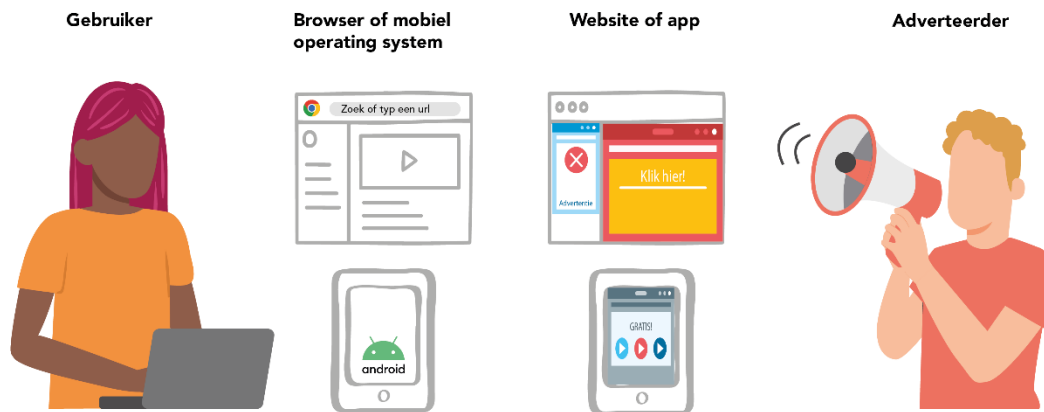 Gebruiker
Browser of mobiel
operating system
Website of app
Adverteerder
Zoek of typ een url
Klik hier!
Advertentie
android
GRATIS!